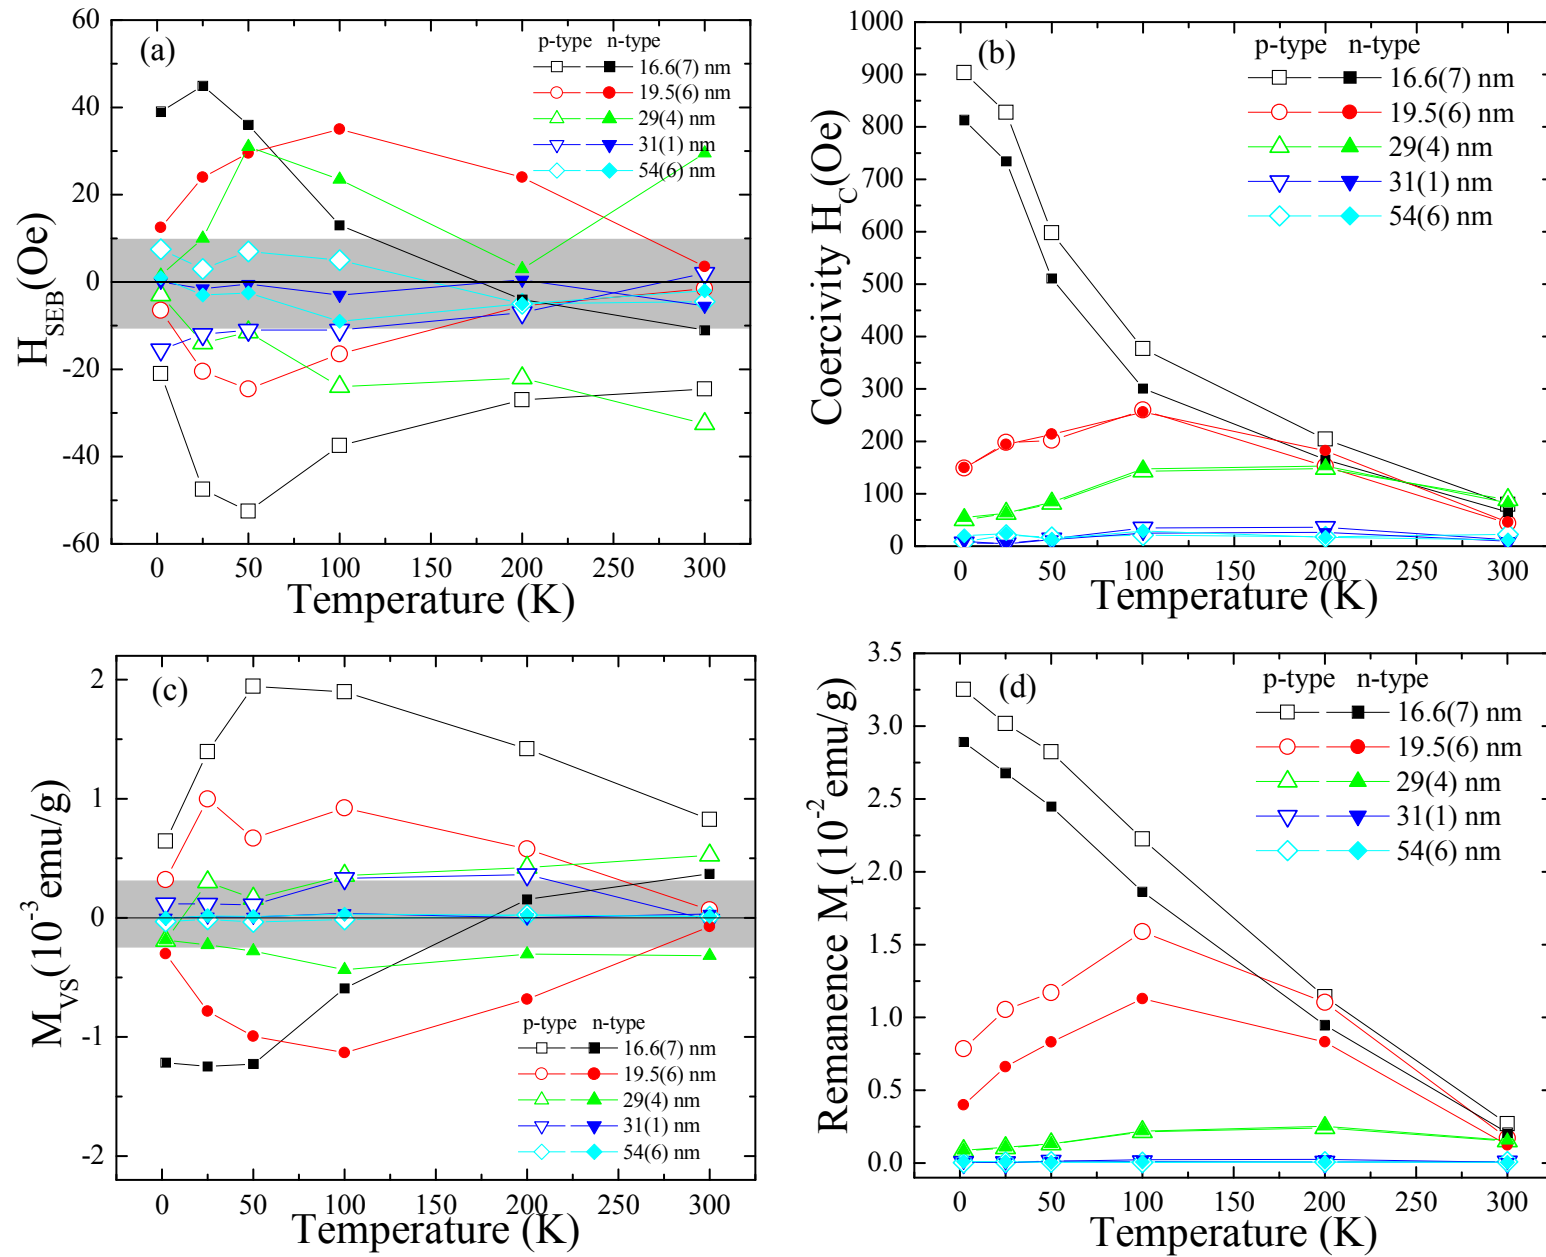 (a)
p-type n-type
16.6(7) nm
19.5(6) nm
29(4) nm
31(1) nm
54(6) nm
60
40
20
0
-20
-40
-60
H_SEB(Oe)
0 50 100 150 200 250 300
Temperature (K)
(b)
p-type n-type
16.6(7) nm
19.5(6) nm
29(4) nm
31(1) nm
54(6) nm
1000
900
800
700
600
500
400
300
200
100
0
Coercivity H_C(Oe)
0 50 100 150 200 250 300
Temperature (K)
(c)
2
1
0
-1
-2
M_VS(10^-3 emu/g)
p-type n-type
16.6(7) nm
19.5(6) nm
29(4) nm
31(1) nm
54(6) nm
0 50 100 150 200 250 300
Temperature (K)
(d)
p-type n-type
16.6(7) nm
19.5(6) nm
29(4) nm
31(1) nm
54(6) nm
3.5
3.0
2.5
2.0
1.5
1.0
0.5
0.0
Remanence M_r(10^-2 emu/g)
0 50 100 150 200 250 300
Temperature (K)